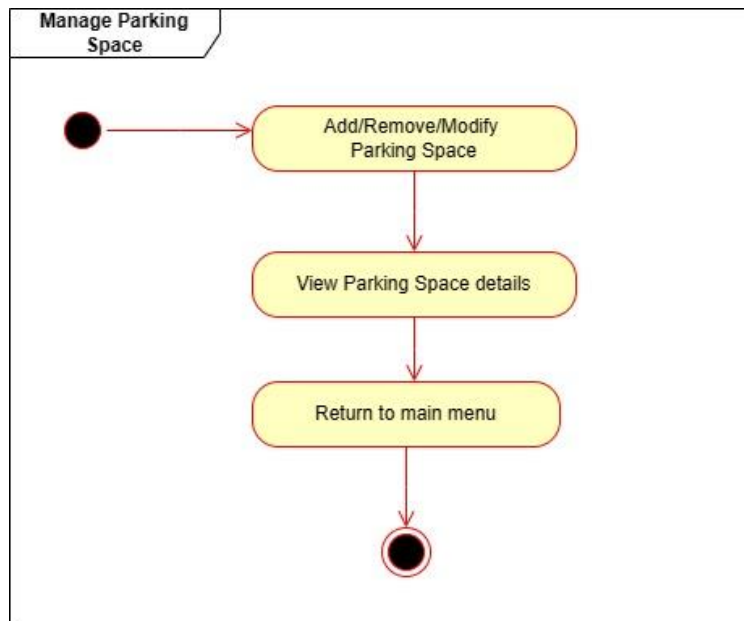 Manage Parking
Space
Add/Remove/Modify
Parking Space
View Parking Space details
Return to main menu